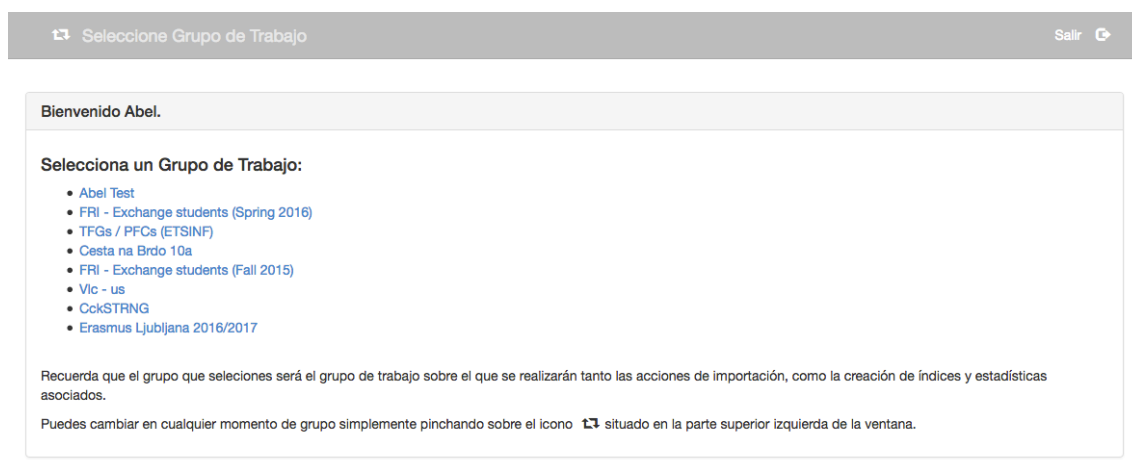 Seleccione Grupo de Trabajo
Salir
Bienvenido Abel.
Selecciona un Grupo de Trabajo:
Abel Test
FRI - Exchange students (Spring 2016)
TFGs / PFCs (ETSINF)
Cesta na Brdo 10a
FRI - Exchange students (Fall 2015)
Vlc - us
CckSTRNG
Erasmus Ljubljana 2016/2017
Recuerda que el grupo que seleciones será el grupo de trabajo sobre el que se realizarán tanto las acciones de importación, como la creación de índices y estadísticas
asociados.
Puedes cambiar en cualquier momento de grupo simplemente pinchando sobre el icono situado en la parte superior izquierda de la ventana.